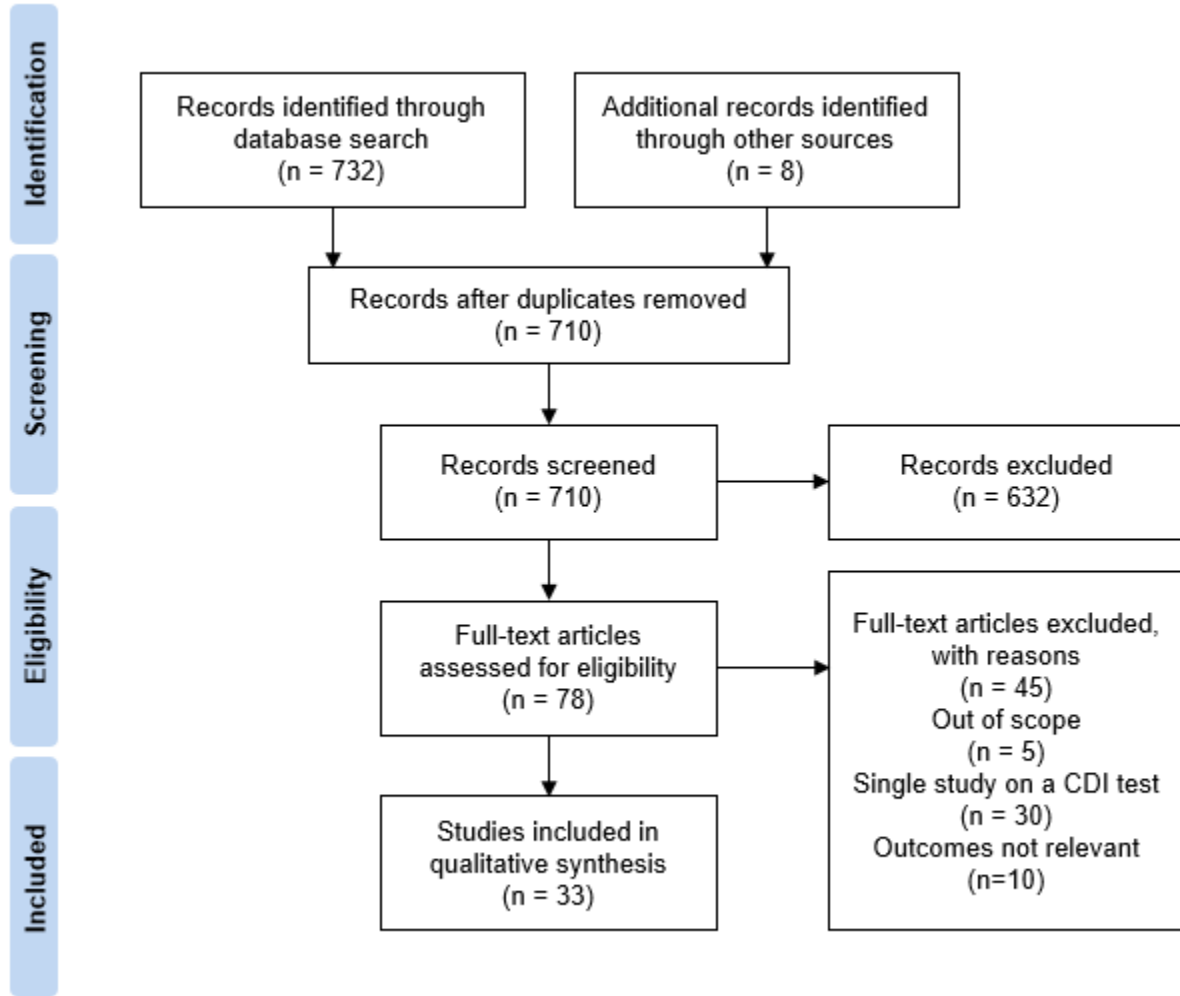 Identification
Records identified through
database search
(n = 732)
Additional records identified
through other sources
(n = 8)
Screening
Records after duplicates removed
(n = 710)
Records screened
(n = 710)
Records excluded
(n = 632)
Eligibility
Full-text articles
assessed for eligibility
(n = 78)
Full-text articles excluded,
with reasons
(n = 45)
Out of scope
(n = 5)
Single study on a CDI test
(n = 30)
Outcomes not relevant
(n=10)
Included
Studies included in
qualitative synthesis
(n = 33)